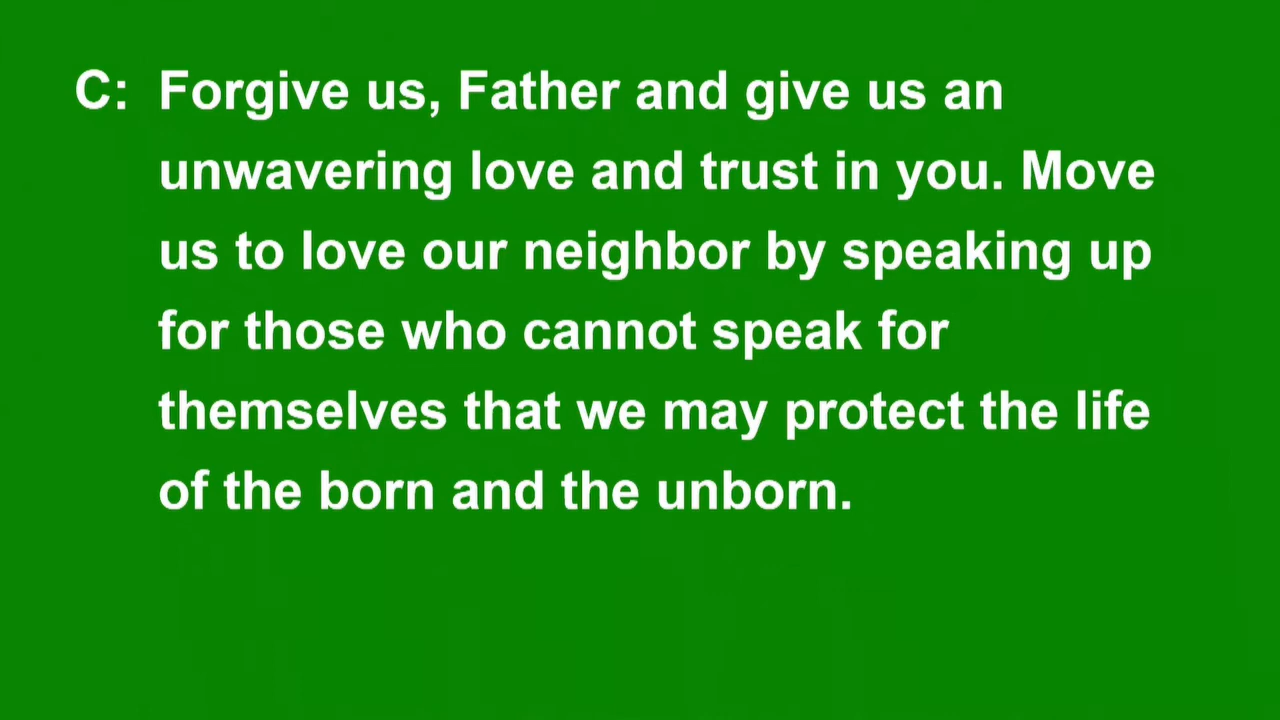 C: Forgive us, Father and give us an
unwavering love and trust in you. Move
us to love our neighbor by speaking up
for those who cannot speak for
themselves that we may protect the life
of the born and the unborn.